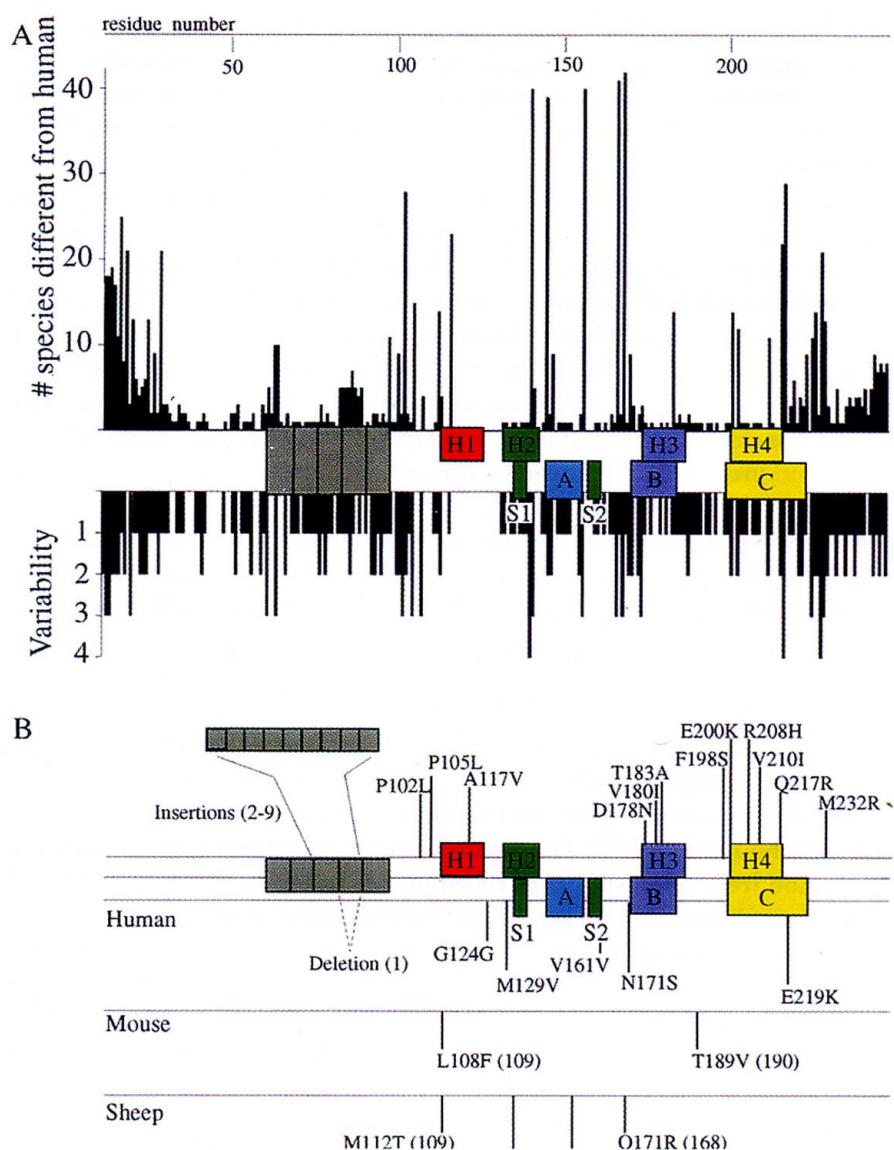 A
residue number
50 100 150 200
# species different from human
40
30
20
10
H1 H2 H3 H4
A B C
S1 S2
Variability
1
2
3
4
B
E200K R208H
P105L F198S V210I
P102L A117V T183A Q217R
Insertions (2-9) V180I M232R
D178N
H1 H2 H3 H4
A B C
Human S1 S2
Deletion (1) G124G V161V
M129V N171S
E219K
Mouse
L108F (109) T189V (190)
Sheep
M112T (109) Q171R (168)